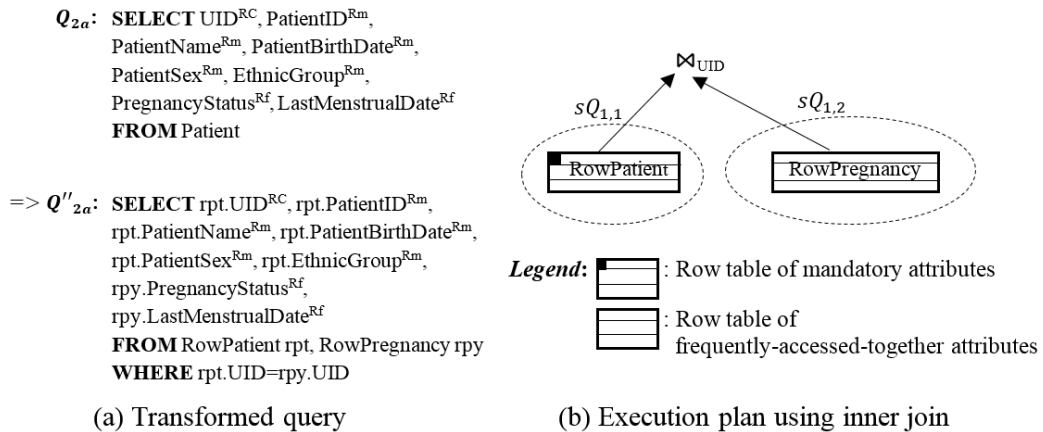 Q₂ₐ: SELECT UIDᴿᶜ, PatientIDᴿᵐ,
PatientNameᴿᵐ, PatientBirthDateᴿᵐ,
PatientSexᴿᵐ, EthnicGroupᴿᵐ,
PregnancyStatusᴿᶠ, LastMenstrualDateᴿᶠ
FROM Patient
=> Q''₂ₐ: SELECT rpt.UIDᴿᶜ, rpt.PatientIDᴿᵐ,
rpt.PatientNameᴿᵐ, rpt.PatientBirthDateᴿᵐ,
rpt.PatientSexᴿᵐ, rpt.EthnicGroupᴿᵐ,
rpy.PregnancyStatusᴿᶠ,
rpy.LastMenstrualDateᴿᶠ
FROM RowPatient rpt, RowPregnancy rpy
WHERE rpt.UID=rpy.UID
(a) Transformed query
⋈UID
sQ₁,₁ sQ₁,₂
RowPatient RowPregnancy
Legend: : Row table of mandatory attributes
: Row table of
frequently-accessed-together attributes
(b) Execution plan using inner join